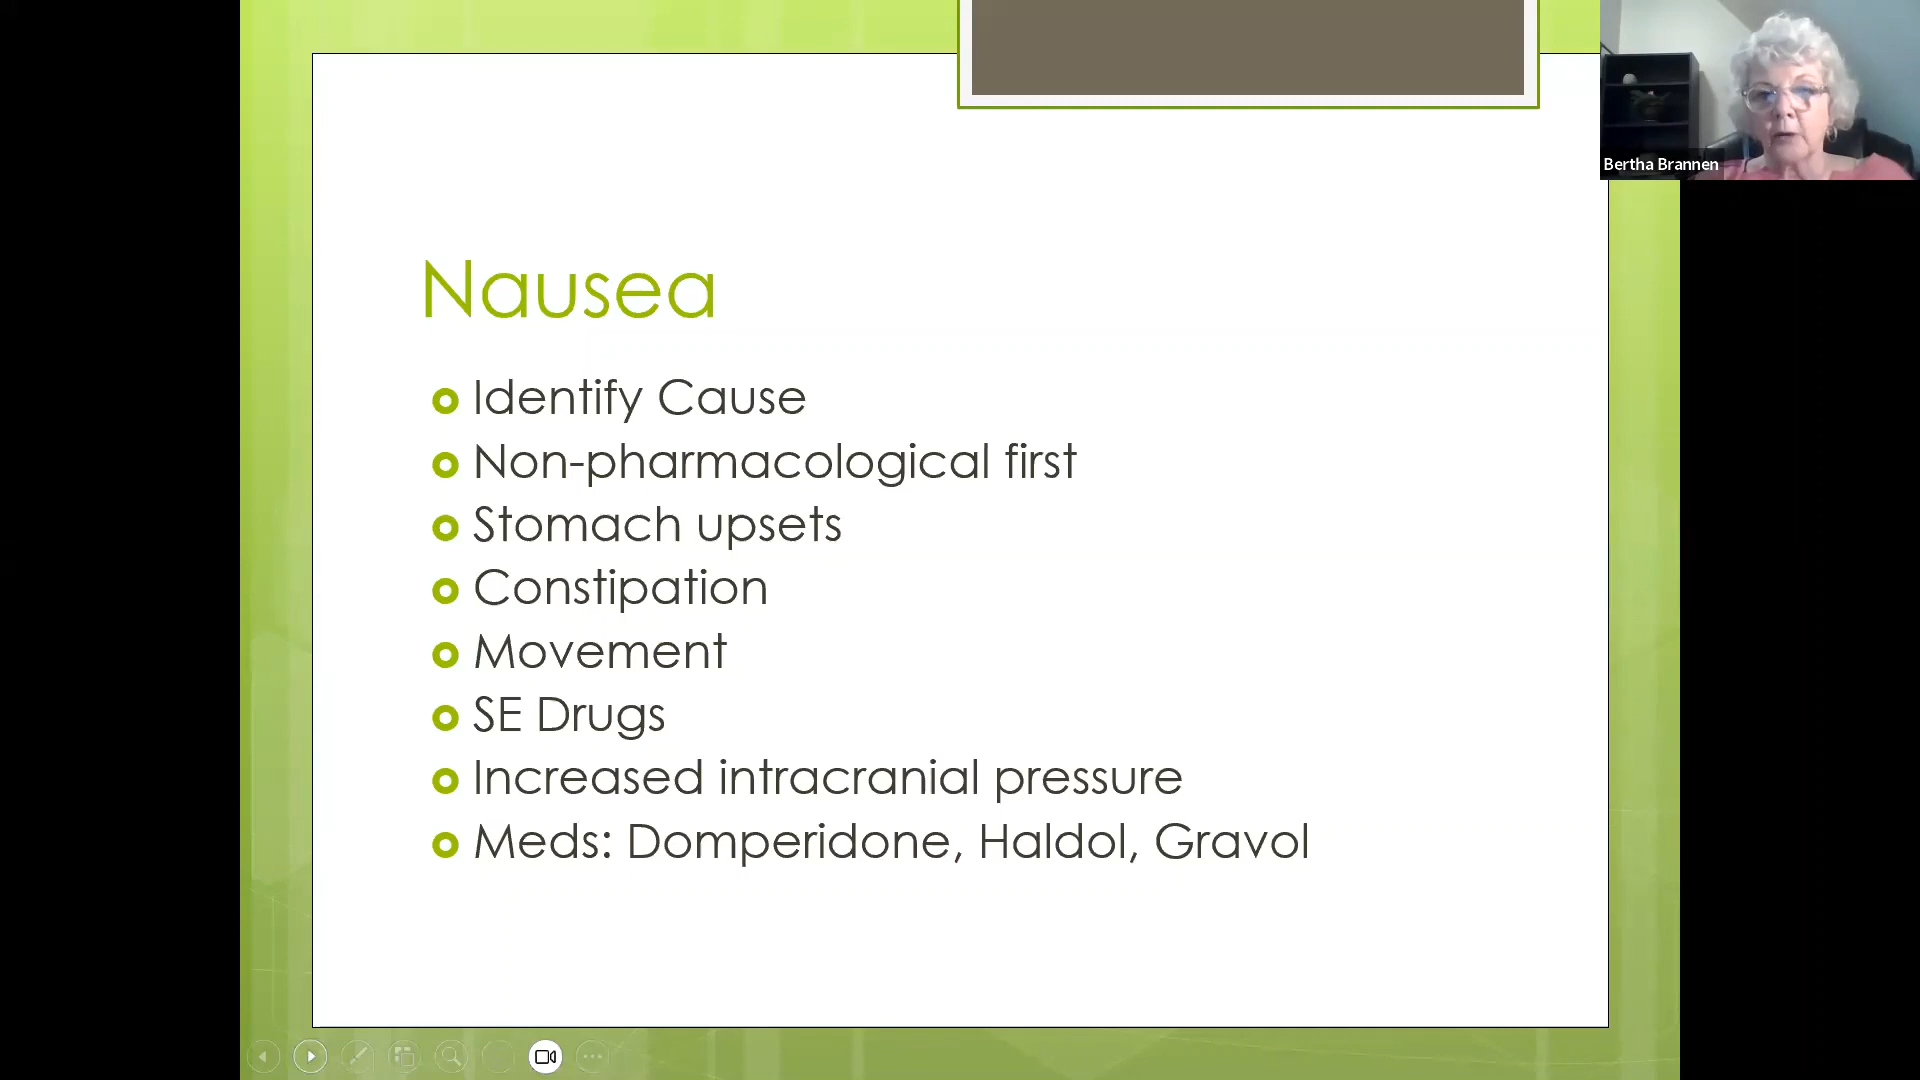 Bertha Brannen
Nausea
Identify Cause
Non-pharmacological first
Stomach upsets
Constipation
Movement
SE Drugs
Increased intracranial pressure
Meds: Domperidone, Haldol, Gravol